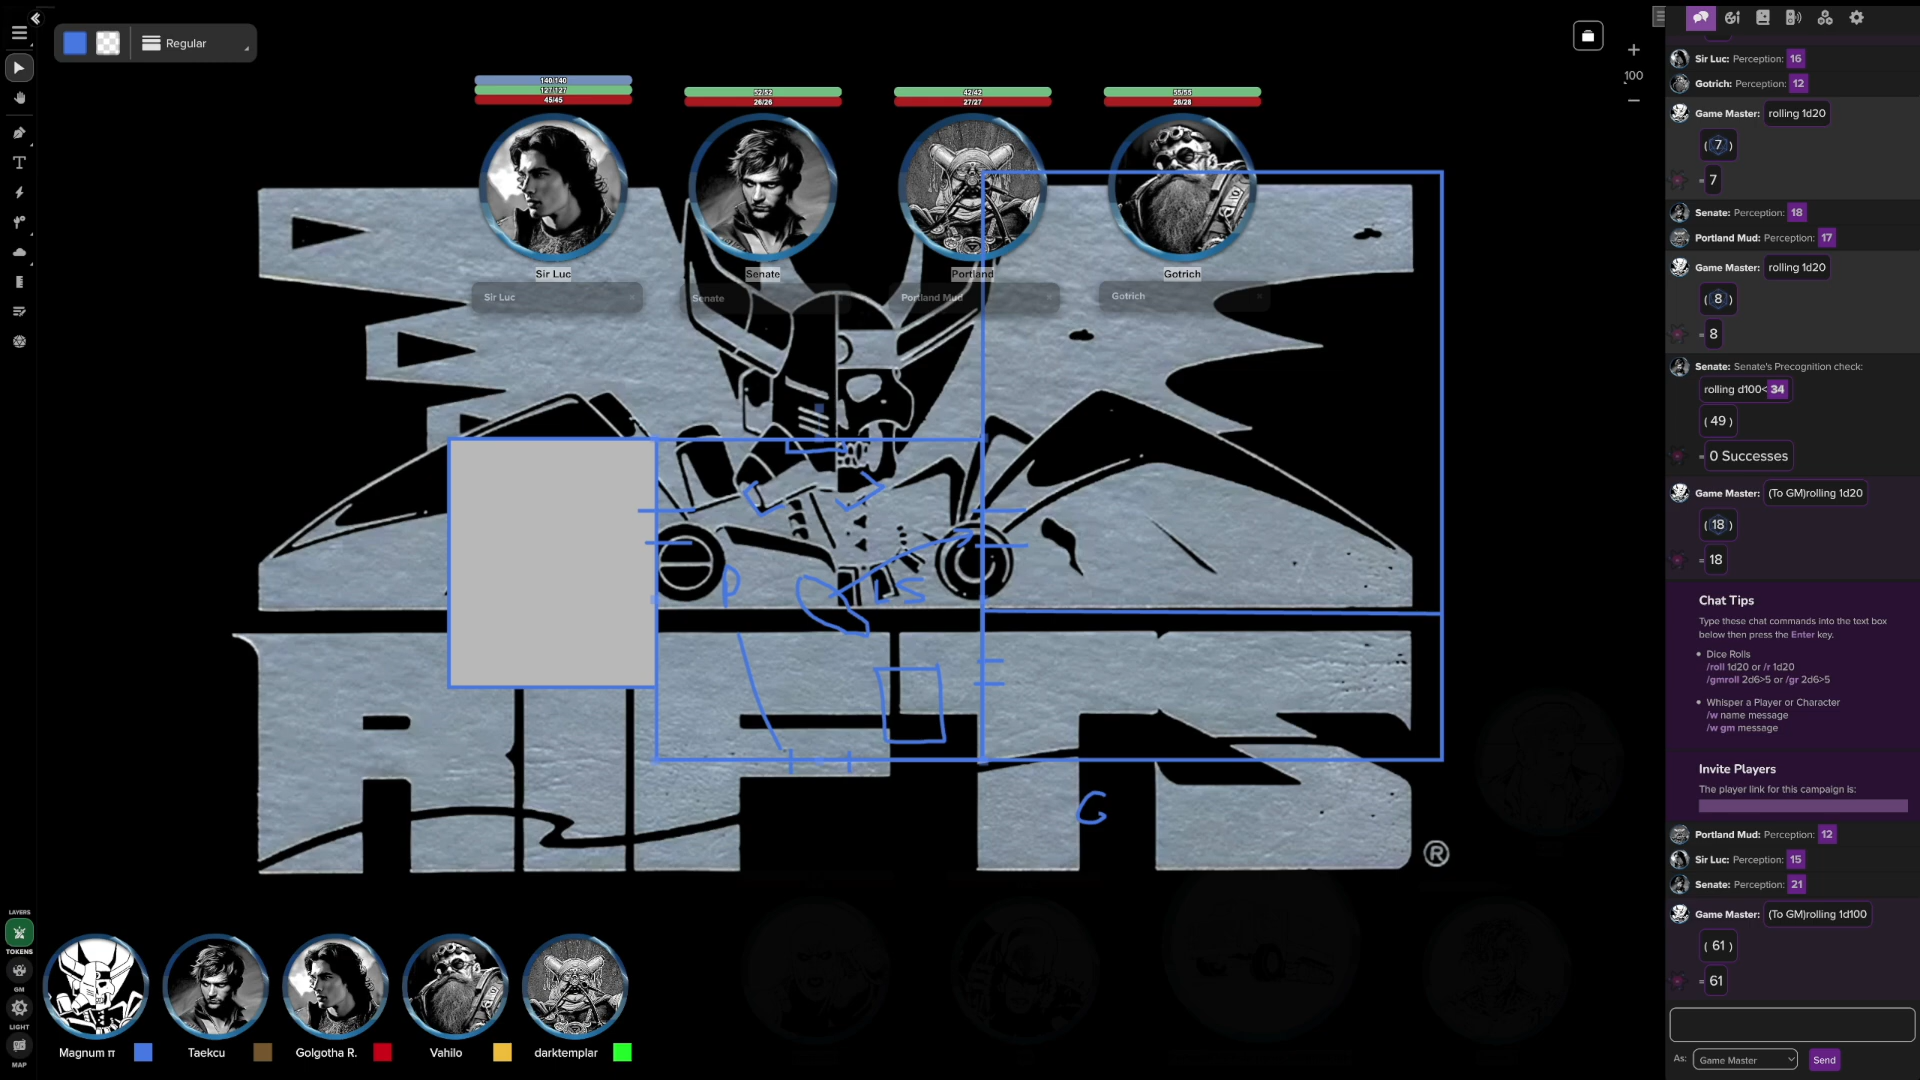 Regular
100
140/140
127/127
45/45
52/52
26/26
42/42
27/27
55/55
28/28
Sir Luc
Senate
Portland
Gotrich
Sir Luc
Senate
Portland Mud
Gotrich
P
LS
G
RIFTS
®
LAYERS
TOKENS
GM
LIGHT
MAP
Magnum
Taekcu
Golgotha R.
Vahilo
darktemplar
Sir Luc: Perception: 16
Gotrich: Perception: 12
Game Master: rolling 1d20
( 7 )
= 7
Senate: Perception: 18
Portland Mud: Perception: 17
Game Master: rolling 1d20
( 8 )
= 8
Senate: Senate's Precognition check:
rolling d100< 34
( 49 )
= 0 Successes
Game Master: (To GM)rolling 1d20
( 18 )
= 18
Chat Tips
Type these chat commands into the text box
below then press the Enter key.
• Dice Rolls
/roll 1d20 or /r 1d20
/gmroll 2d6>5 or /gr 2d6>5
• Whisper a Player or Character
/w name message
/w gm message
Invite Players
The player link for this campaign is:
Portland Mud: Perception: 12
Sir Luc: Perception: 15
Senate: Perception: 21
Game Master: (To GM)rolling 1d100
( 61 )
= 61
As: Game Master Send